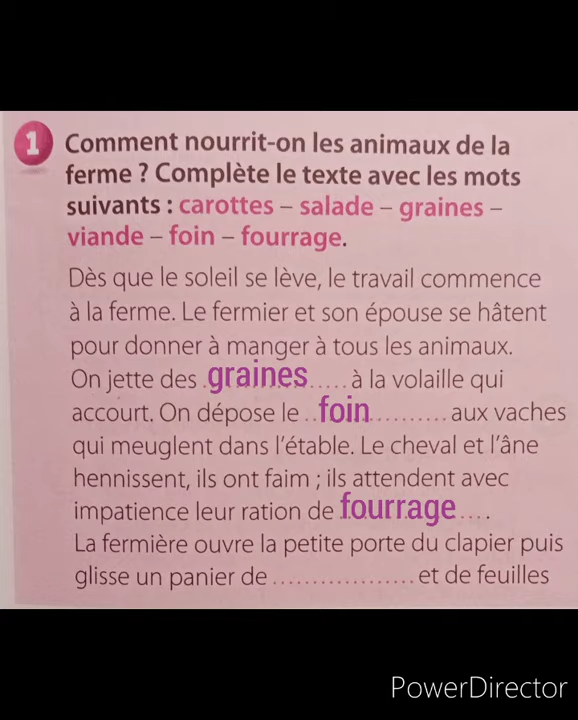 1 Comment nourrit-on les animaux de la
ferme ? Complète le texte avec les mots
suivants : carottes – salade – graines –
viande – foin – fourrage.
Dès que le soleil se lève, le travail commence
à la ferme. Le fermier et son épouse se hâtent
pour donner à manger à tous les animaux.
On jette des .graines..... à la volaille qui
accourt. On dépose le ..foin.......... aux vaches
qui meuglent dans l'étable. Le cheval et l'âne
hennissent, ils ont faim ; ils attendent avec
impatience leur ration de fourrage....
La fermière ouvre la petite porte du clapier puis
glisse un panier de .................. et de feuilles
PowerDirector